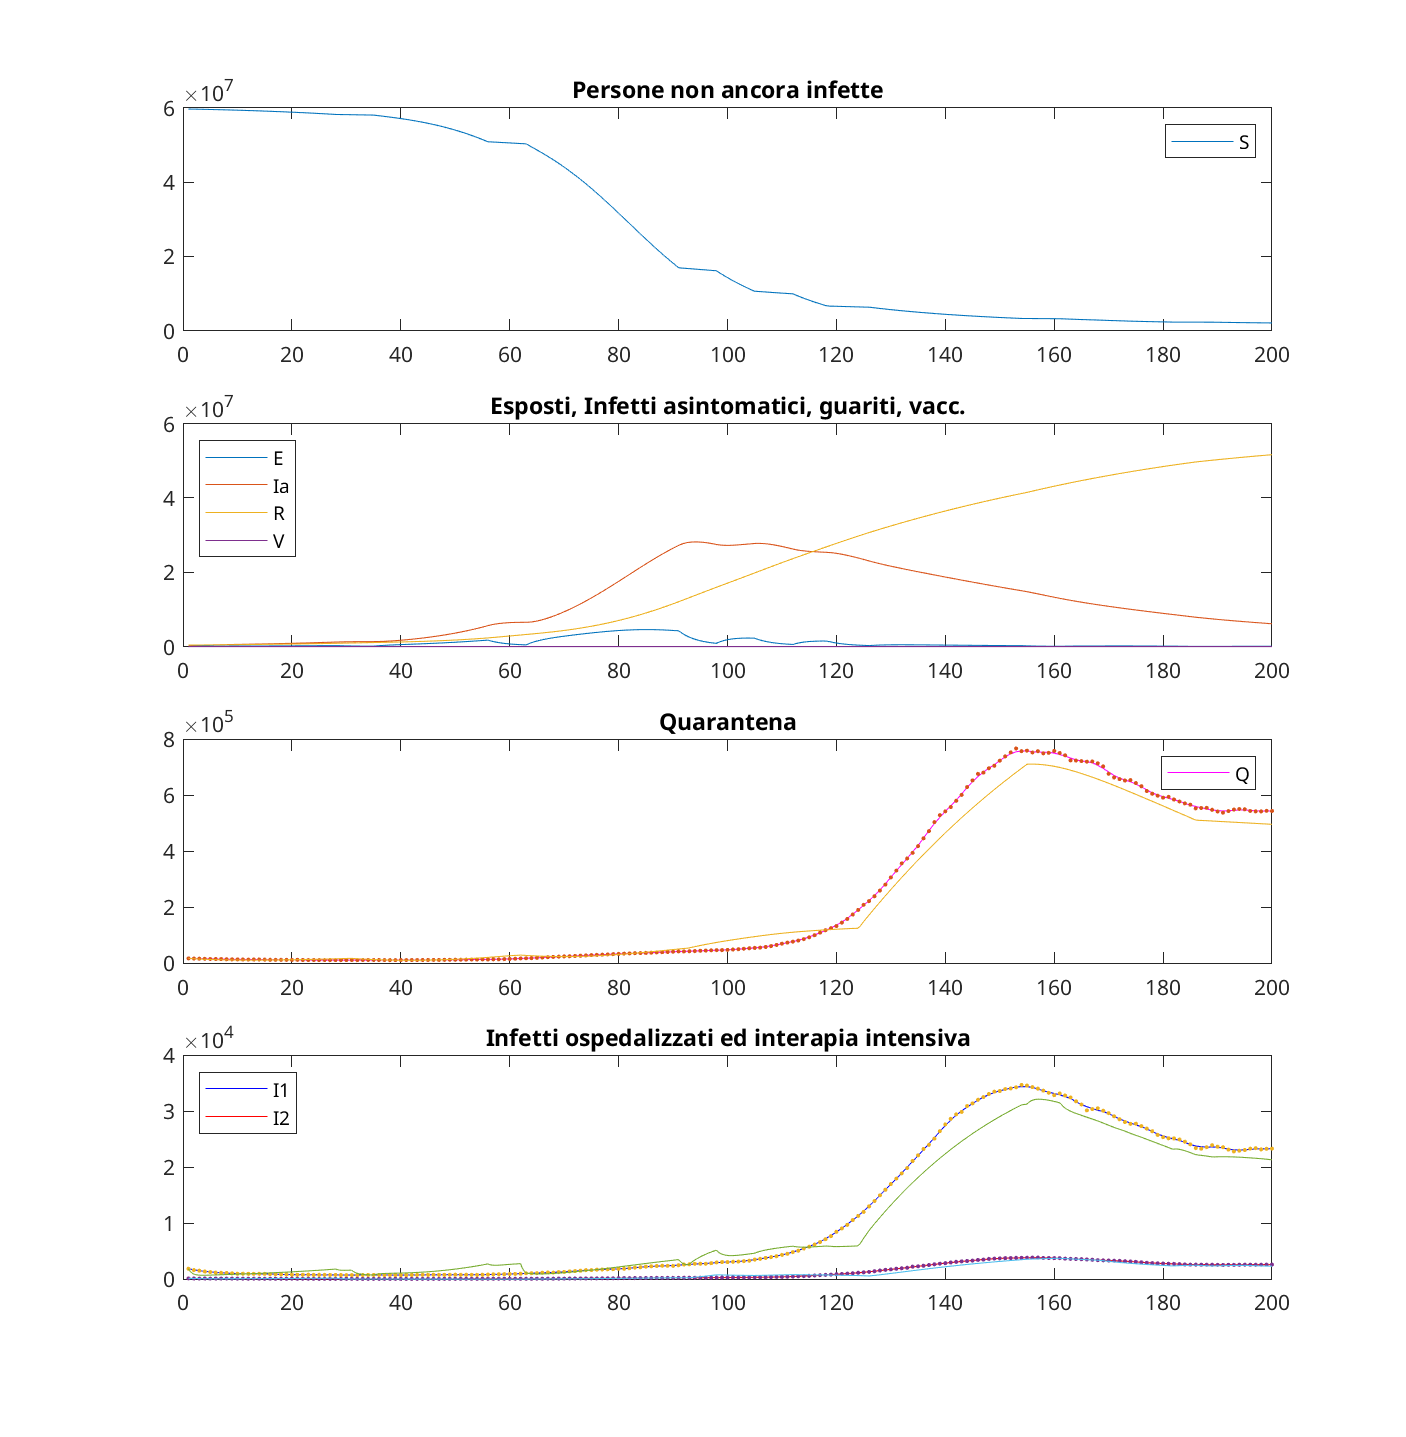 ×10^7
Persone non ancora infette
6
4
2
0
S
0 20 40 60 80 100 120 140 160 180 200
×10^7
Esposti, Infetti asintomatici, guariti, vacc.
6
4
2
0
E
Ia
R
V
0 20 40 60 80 100 120 140 160 180 200
×10^5
Quarantena
8
6
4
2
0
Q
0 20 40 60 80 100 120 140 160 180 200
×10^4
Infetti ospedalizzati ed interapia intensiva
4
3
2
1
0
I1
I2
0 20 40 60 80 100 120 140 160 180 200